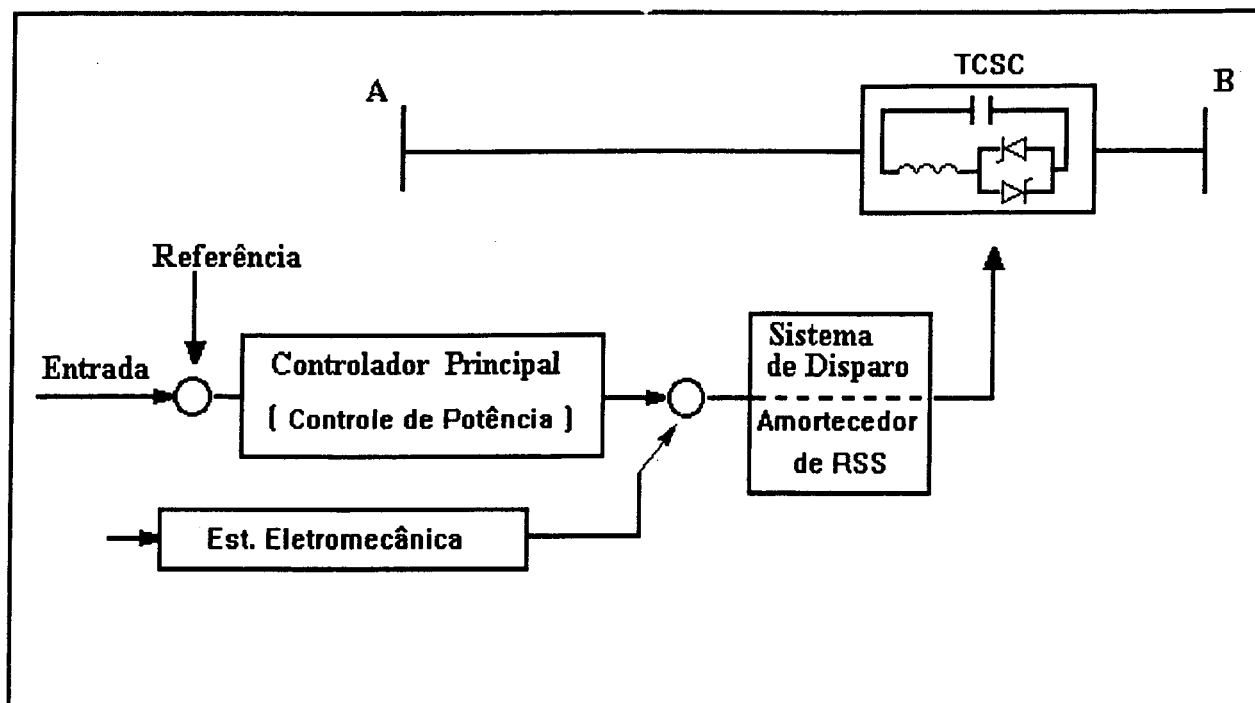 TCSC
A
B
Referência
Entrada
Controlador Principal
( Controle de Potência )
Sistema
de Disparo
Amortecedor
de RSS
Est. Eletromecânica